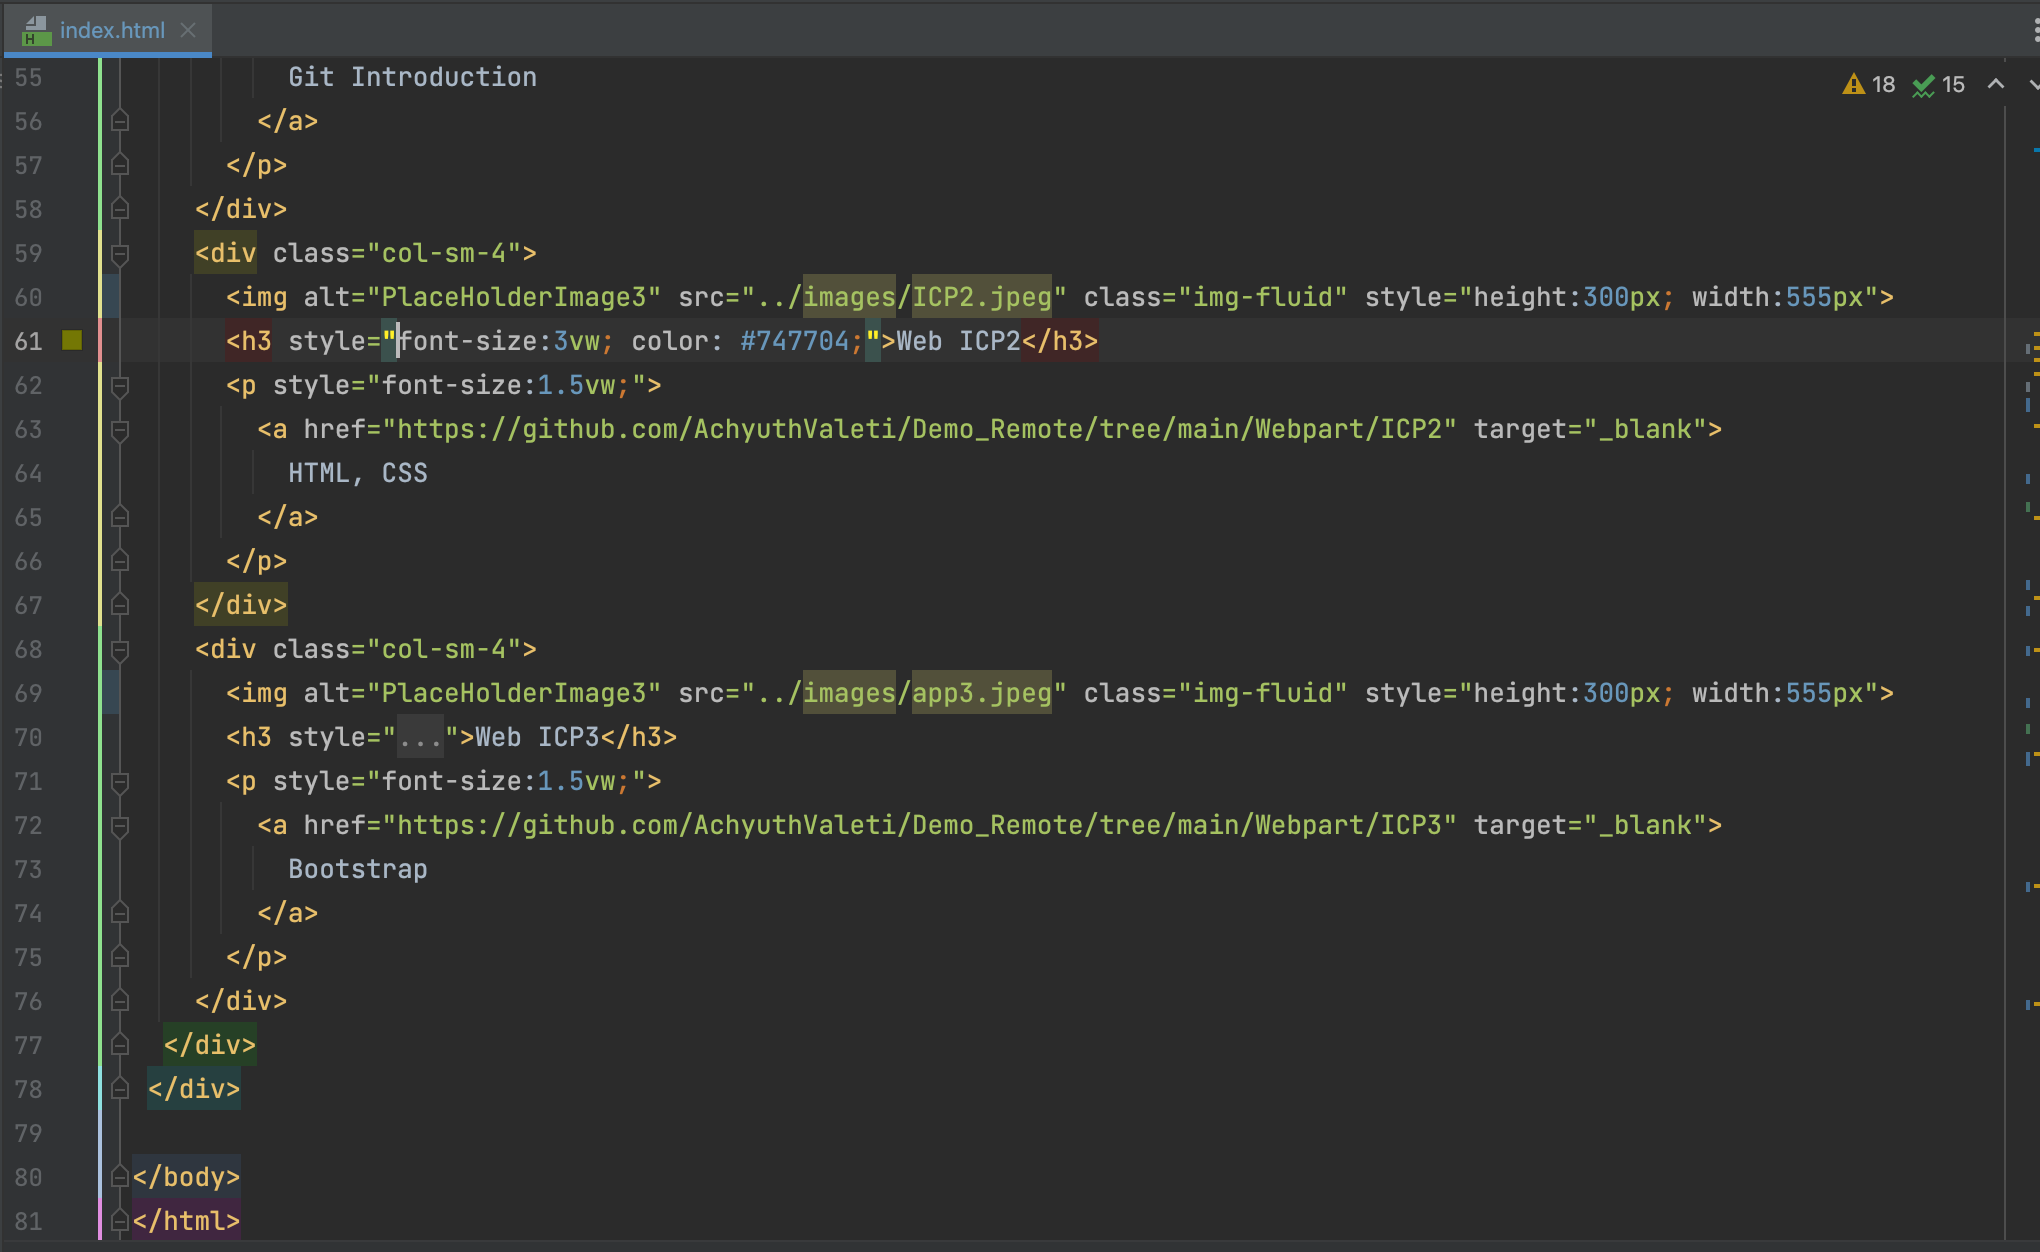 index.html
18 15
55 Git Introduction
56 </a>
57 </p>
58 </div>
59 <div class="col-sm-4">
60 <img alt="PlaceHolderImage3" src="../images/ICP2.jpeg" class="img-fluid" style="height:300px; width:555px">
61 <h3 style="font-size:3vw; color: #747704;">Web ICP2</h3>
62 <p style="font-size:1.5vw;">
63 <a href="https://github.com/AchyuthValeti/Demo_Remote/tree/main/Webpart/ICP2" target="_blank">
64 HTML, CSS
65 </a>
66 </p>
67 </div>
68 <div class="col-sm-4">
69 <img alt="PlaceHolderImage3" src="../images/app3.jpeg" class="img-fluid" style="height:300px; width:555px">
70 <h3 style="...">Web ICP3</h3>
71 <p style="font-size:1.5vw;">
72 <a href="https://github.com/AchyuthValeti/Demo_Remote/tree/main/Webpart/ICP3" target="_blank">
73 Bootstrap
74 </a>
75 </p>
76 </div>
77 </div>
78 </div>
79
80 </body>
81 </html>